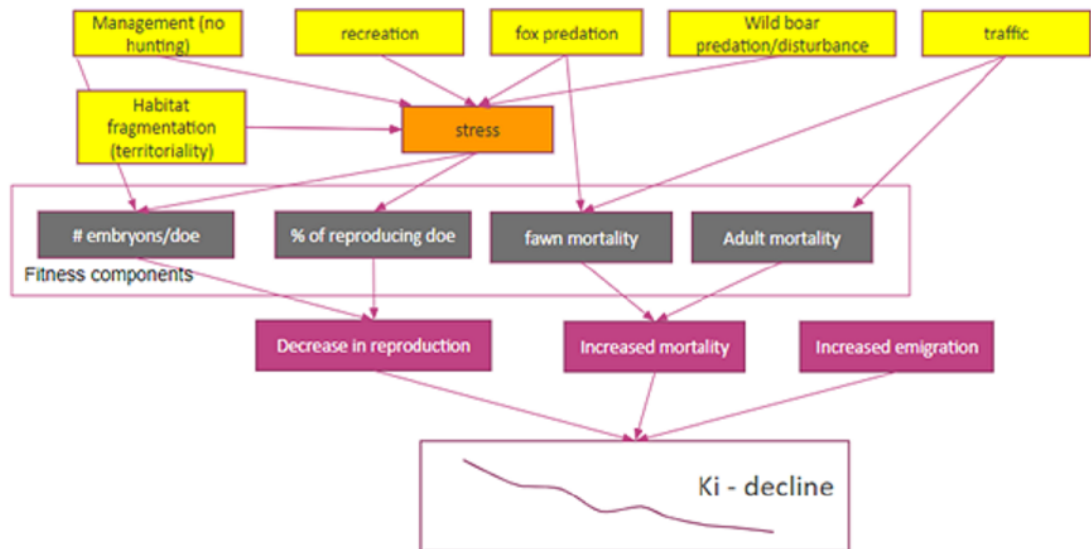 Management (no
hunting)
recreation
fox predation
Wild boar
predation/disturbance
traffic
Habitat
fragmentation
(territoriality)
stress
# embryons/doe
% of reproducing doe
fawn mortality
Adult mortality
Fitness components
Decrease in reproduction
Increased mortality
Increased emigration
Ki - decline